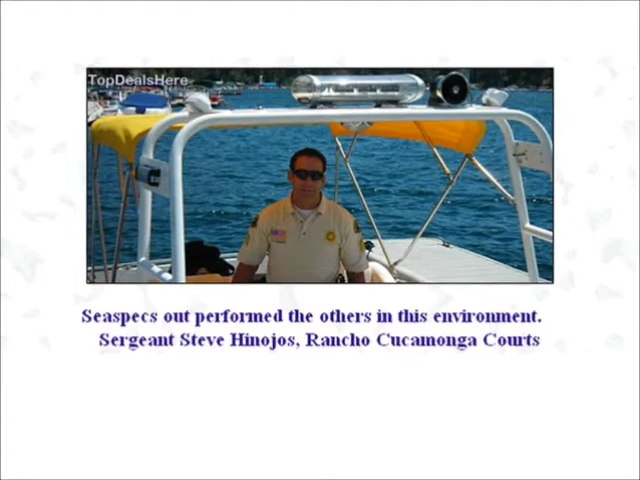 TopDealsHere
Seaspecs out performed the others in this environment.
Sergeant Steve Hinojos, Rancho Cucamonga Courts